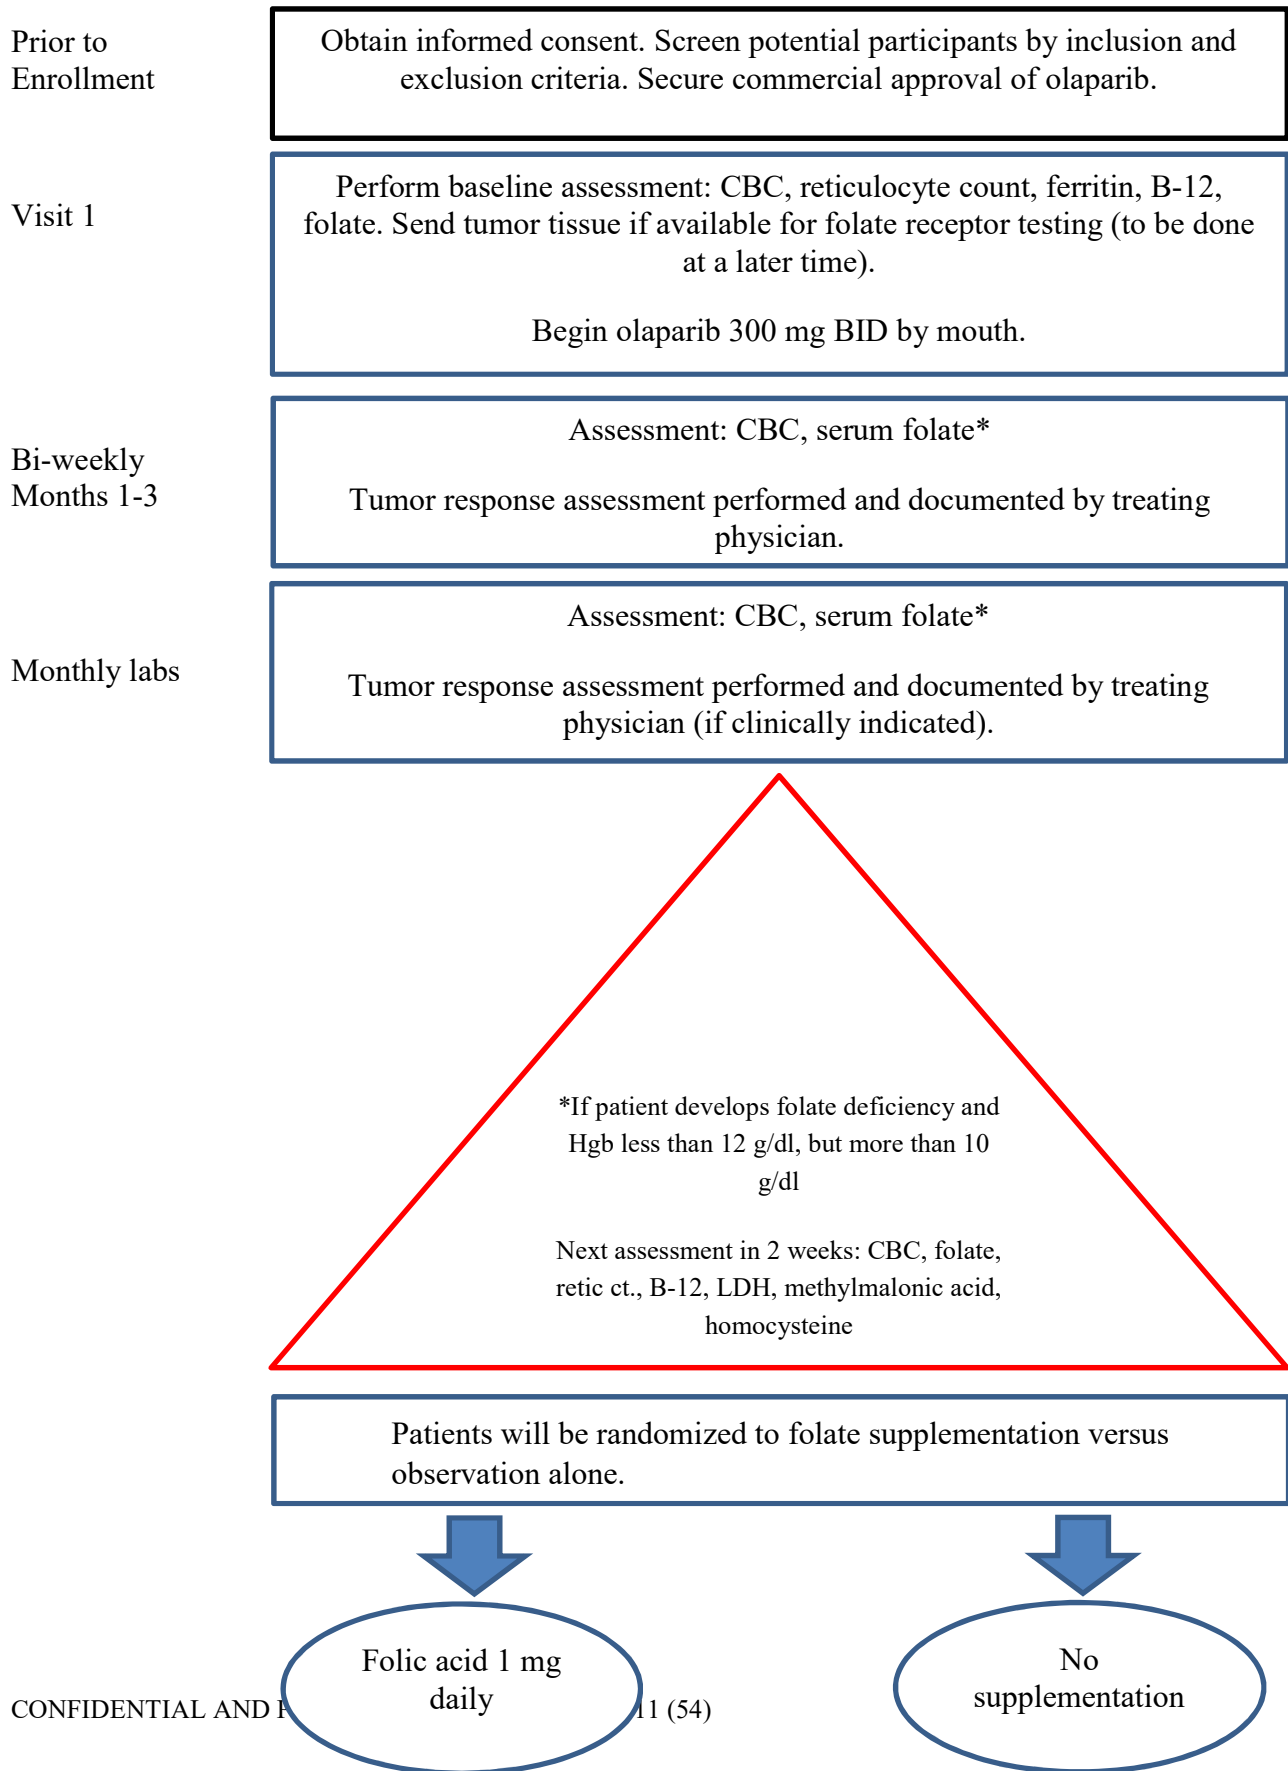 Prior to
Enrollment
Obtain informed consent. Screen potential participants by inclusion and
exclusion criteria. Secure commercial approval of olaparib.
Visit 1
Perform baseline assessment: CBC, reticulocyte count, ferritin, B-12,
folate. Send tumor tissue if available for folate receptor testing (to be done
at a later time).
Begin olaparib 300 mg BID by mouth.
Bi-weekly
Months 1-3
Assessment: CBC, serum folate*
Tumor response assessment performed and documented by treating
physician.
Monthly labs
Assessment: CBC, serum folate*
Tumor response assessment performed and documented by treating
physician (if clinically indicated).
*If patient develops folate deficiency and
Hgb less than 12 g/dl, but more than 10
g/dl
Next assessment in 2 weeks: CBC, folate,
retic ct., B-12, LDH, methylmalonic acid,
homocysteine
Patients will be randomized to folate supplementation versus
observation alone.
Folic acid 1 mg
daily
No
supplementation
CONFIDENTIAL AND 11 (54)